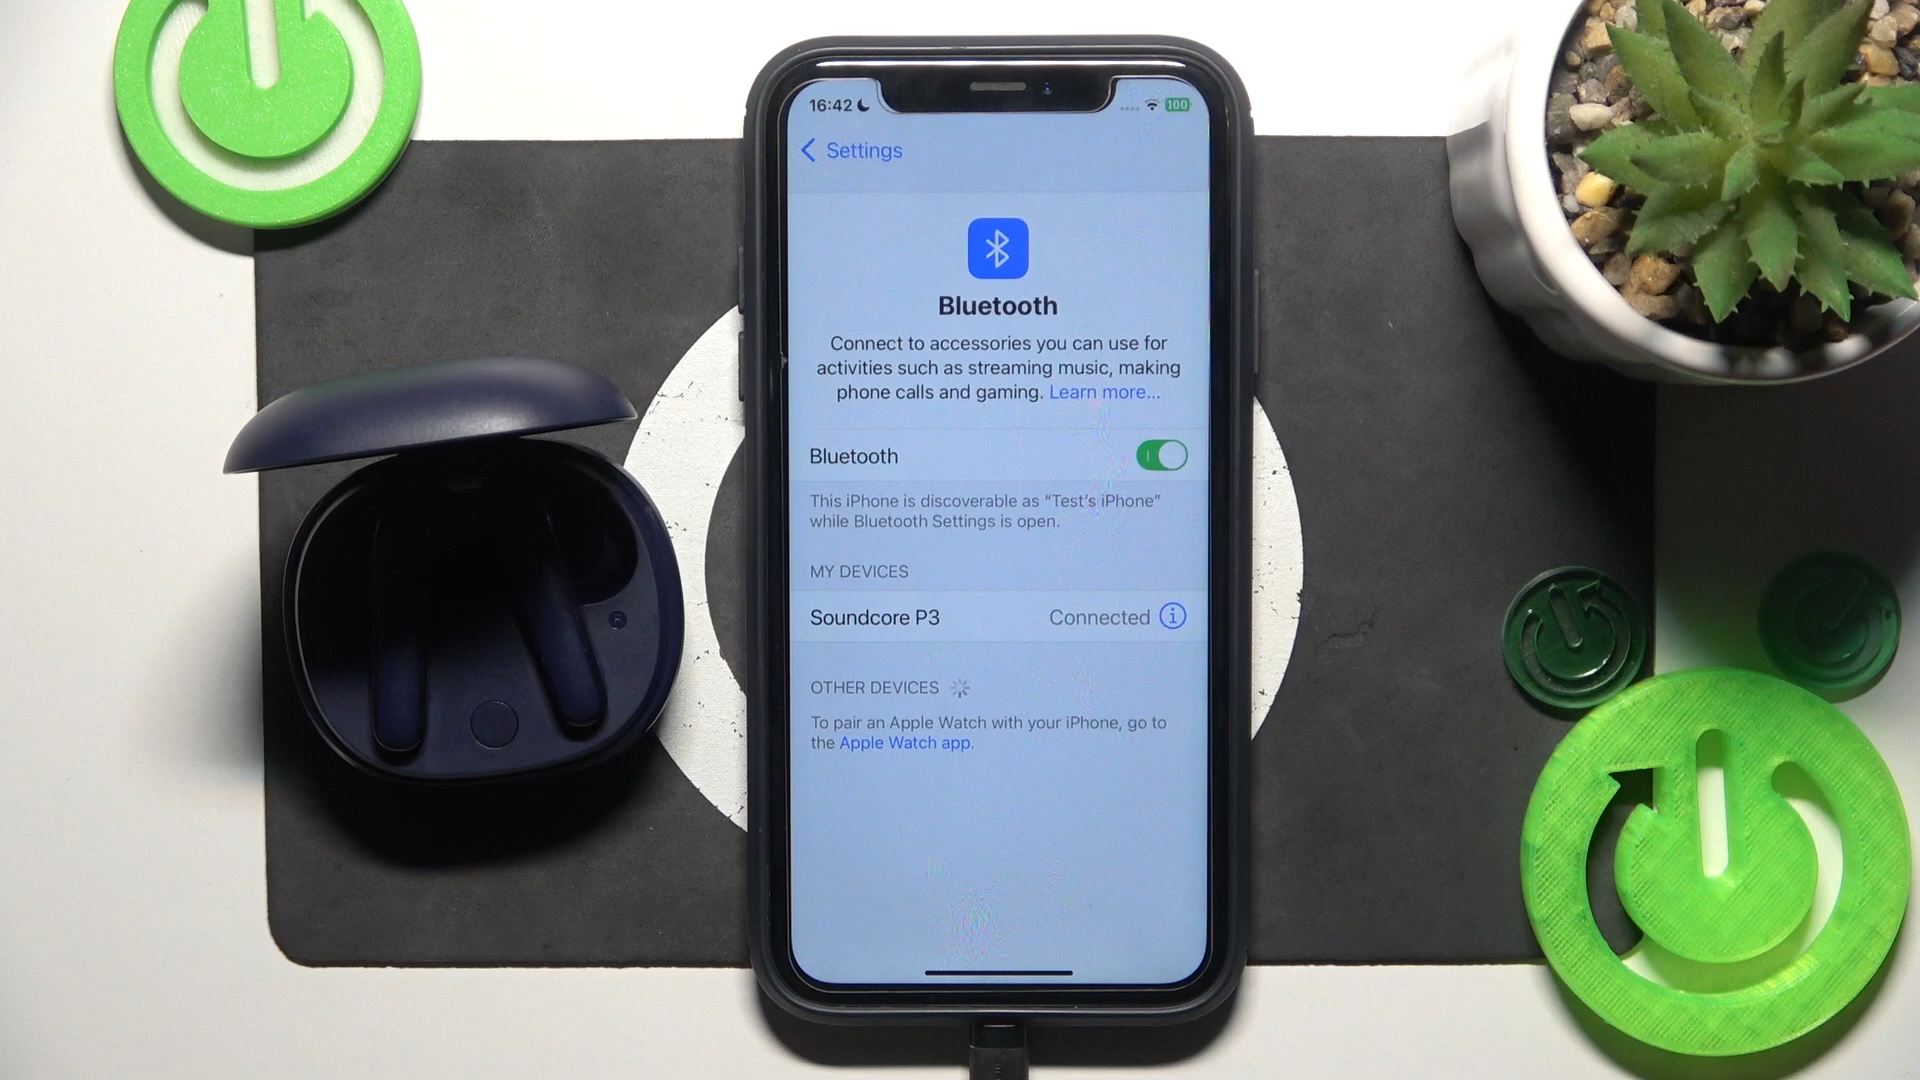 16:42
100
Settings
Bluetooth
Connect to accessories you can use for
activities such as streaming music, making
phone calls and gaming. Learn more...
Bluetooth
This iPhone is discoverable as “Test’s iPhone”
while Bluetooth Settings is open.
MY DEVICES
Soundcore P3 Connected
OTHER DEVICES
To pair an Apple Watch with your iPhone, go to
the Apple Watch app.
R